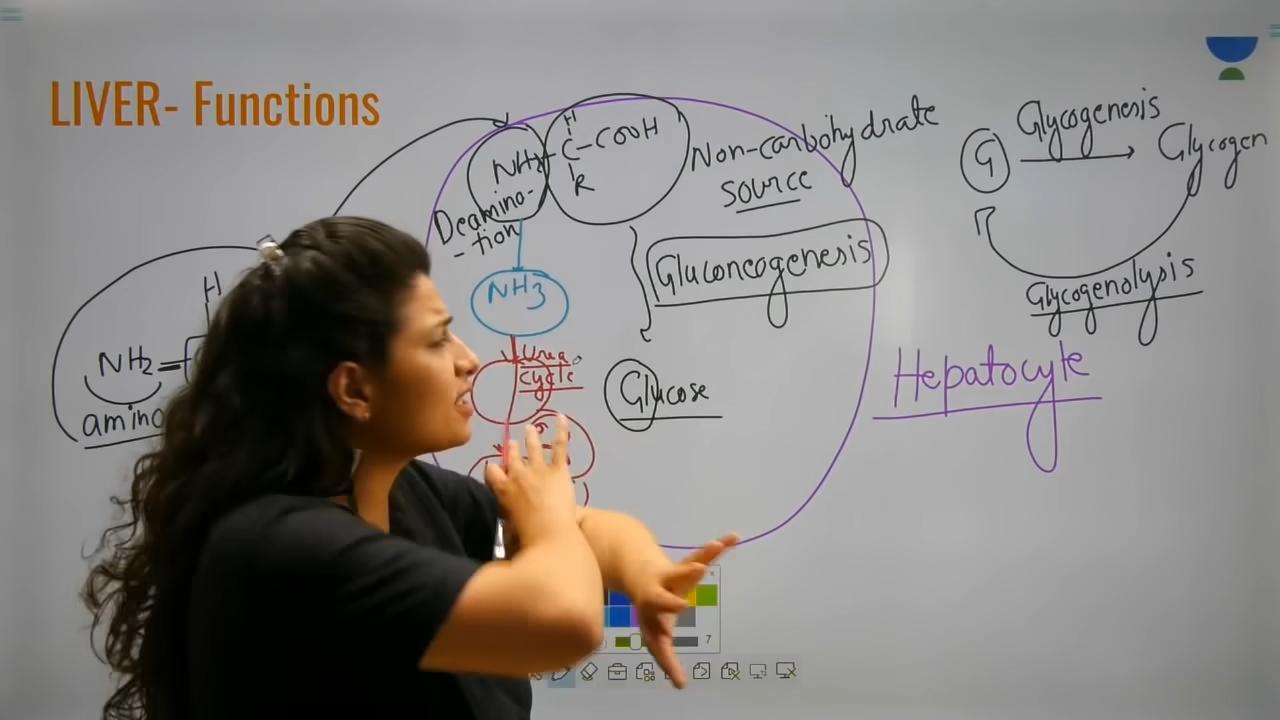 LIVER- Functions
H
NH2-C-COOH
R
Deamino-
-tion
NH3
Urea
cycle
Non-carbohydrate
source
Gluconeogenesis
Glucose
G
Glycogenesis
Glycogen
Glycogenolysis
Hepatocyte
H
NH2
amino
7